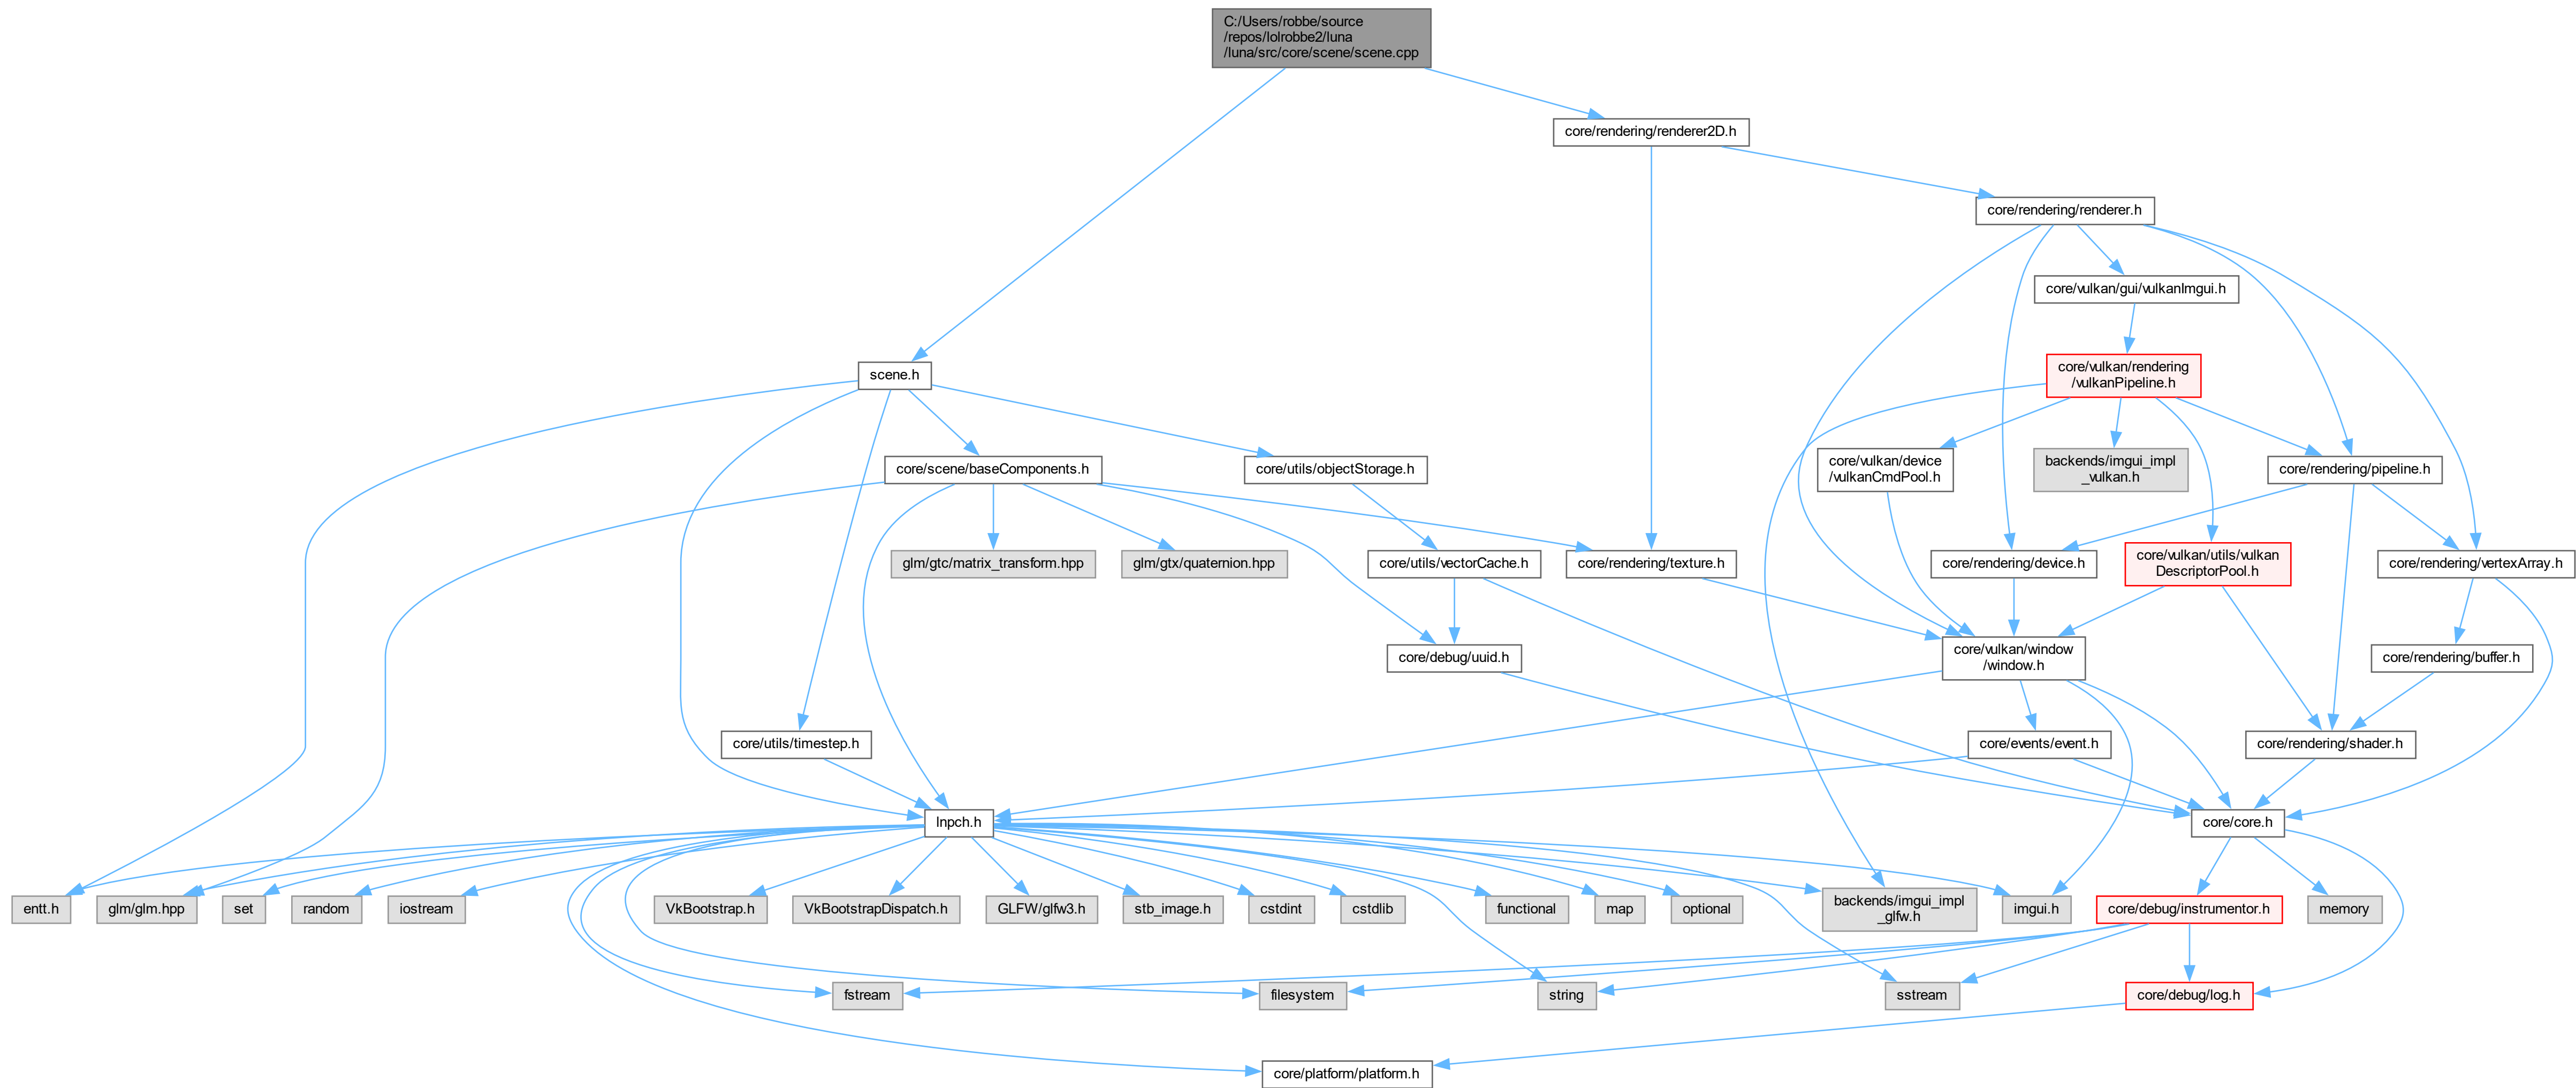 C:/Users/robbe/source
/repos/lolrobbe2/luna
/luna/src/core/scene/scene.cpp
core/rendering/renderer2D.h
core/rendering/renderer.h
core/vulkan/gui/vulkanImgui.h
scene.h
core/vulkan/rendering
/vulkanPipeline.h
core/scene/baseComponents.h
core/utils/objectStorage.h
core/vulkan/device
/vulkanCmdPool.h
backends/imgui_impl
_vulkan.h
core/rendering/pipeline.h
glm/gtc/matrix_transform.hpp
glm/gtx/quaternion.hpp
core/utils/vectorCache.h
core/rendering/texture.h
core/rendering/device.h
core/vulkan/utils/vulkan
DescriptorPool.h
core/rendering/vertexArray.h
core/debug/uuid.h
core/vulkan/window
/window.h
core/rendering/buffer.h
core/utils/timestep.h
core/events/event.h
core/rendering/shader.h
lnpch.h
core/core.h
entt.h
glm/glm.hpp
set
random
iostream
VkBootstrap.h
VkBootstrapDispatch.h
GLFW/glfw3.h
stb_image.h
cstdint
cstdlib
functional
map
optional
backends/imgui_impl
_glfw.h
imgui.h
core/debug/instrumentor.h
memory
fstream
filesystem
string
sstream
core/debug/log.h
core/platform/platform.h